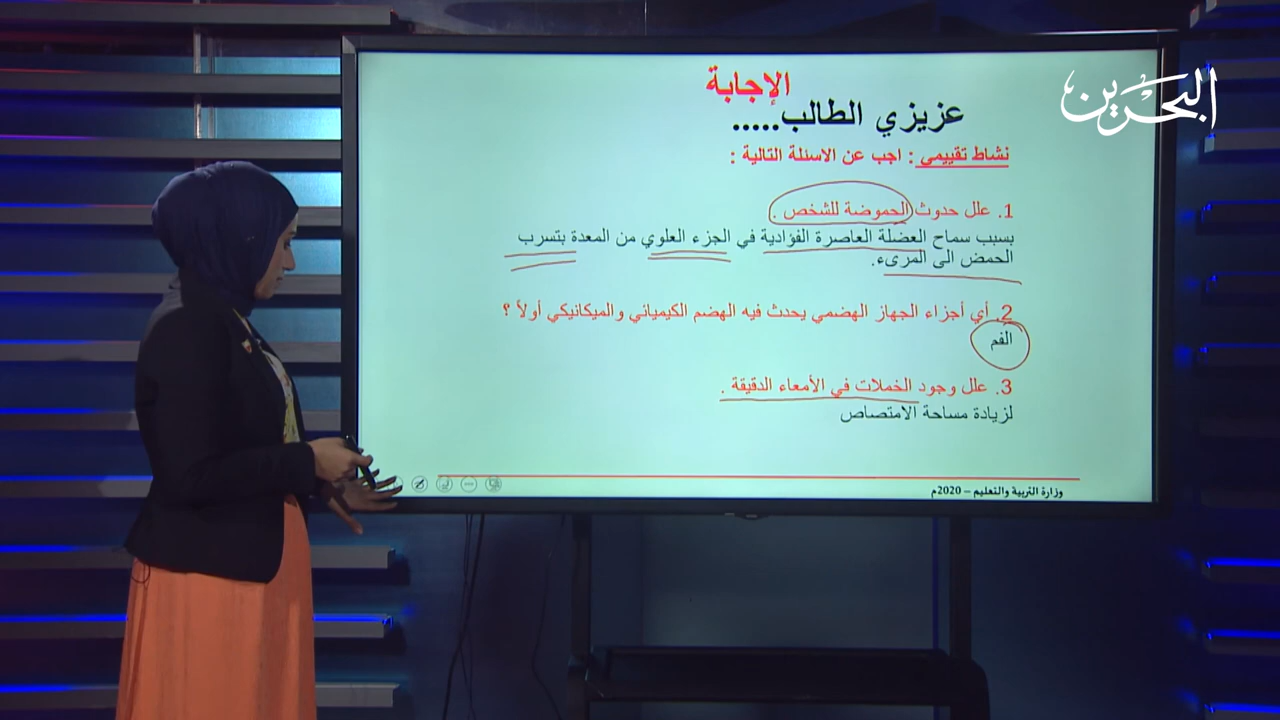 البحرين
الإجابة
عزيزي الطالب.....
نشاط تقييمي : اجب عن الاسئلة التالية :
1. علل حدوث الحموضة للشخص .
بسبب سماح العضلة العاصرة الفؤادية في الجزء العلوي من المعدة بتسرب
الحمض الى المرىء.
2. أي أجزاء الجهاز الهضمي يحدث فيه الهضم الكيميائي والميكانيكي أولاً ؟
الفم
3. علل وجود الخملات في الأمعاء الدقيقة .
لزيادة مساحة الامتصاص
وزارة التربية والتعليم – 2020م